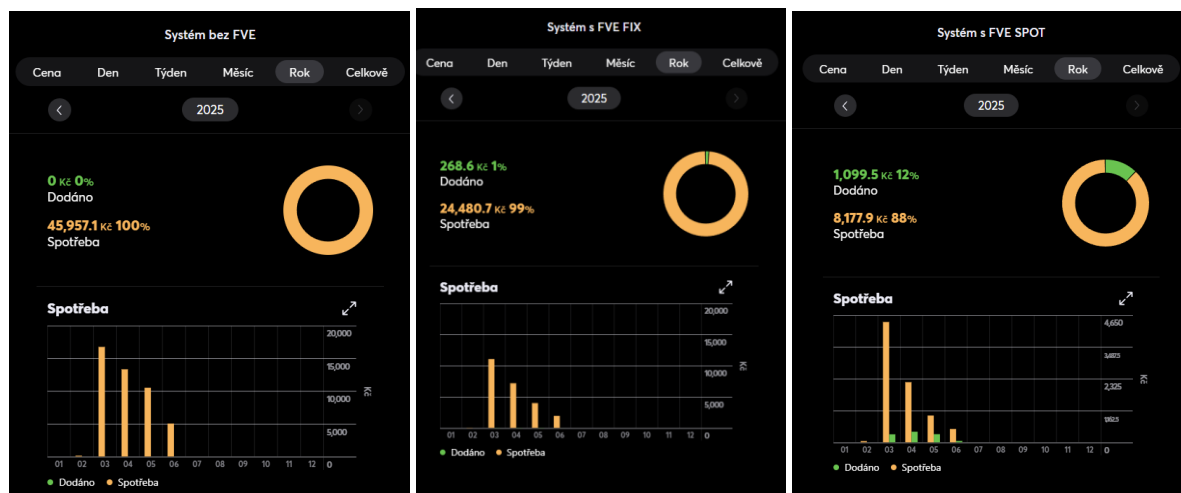 Systém bez FVE
Cena Den Týden Měsíc Rok Celkově
2025
0 Kč 0%
Dodáno
45,957.1 Kč 100%
Spotřeba
Spotřeba
20,000
15,000
10,000
5,000
0
Kč
01 02 03 04 05 06 07 08 09 10 11 12
Dodáno Spotřeba
Systém s FVE FIX
Cena Den Týden Měsíc Rok Celkově
2025
268.6 Kč 1%
Dodáno
24,480.7 Kč 99%
Spotřeba
Spotřeba
20,000
15,000
10,000
5,000
0
Kč
01 02 03 04 05 06 07 08 09 10 11 12
Dodáno Spotřeba
Systém s FVE SPOT
Cena Den Týden Měsíc Rok Celkově
2025
1,099.5 Kč 12%
Dodáno
8,177.9 Kč 88%
Spotřeba
Spotřeba
4,650
3,487.5
2,325
1,162.5
0
Kč
01 02 03 04 05 06 07 08 09 10 11 12
Dodáno Spotřeba